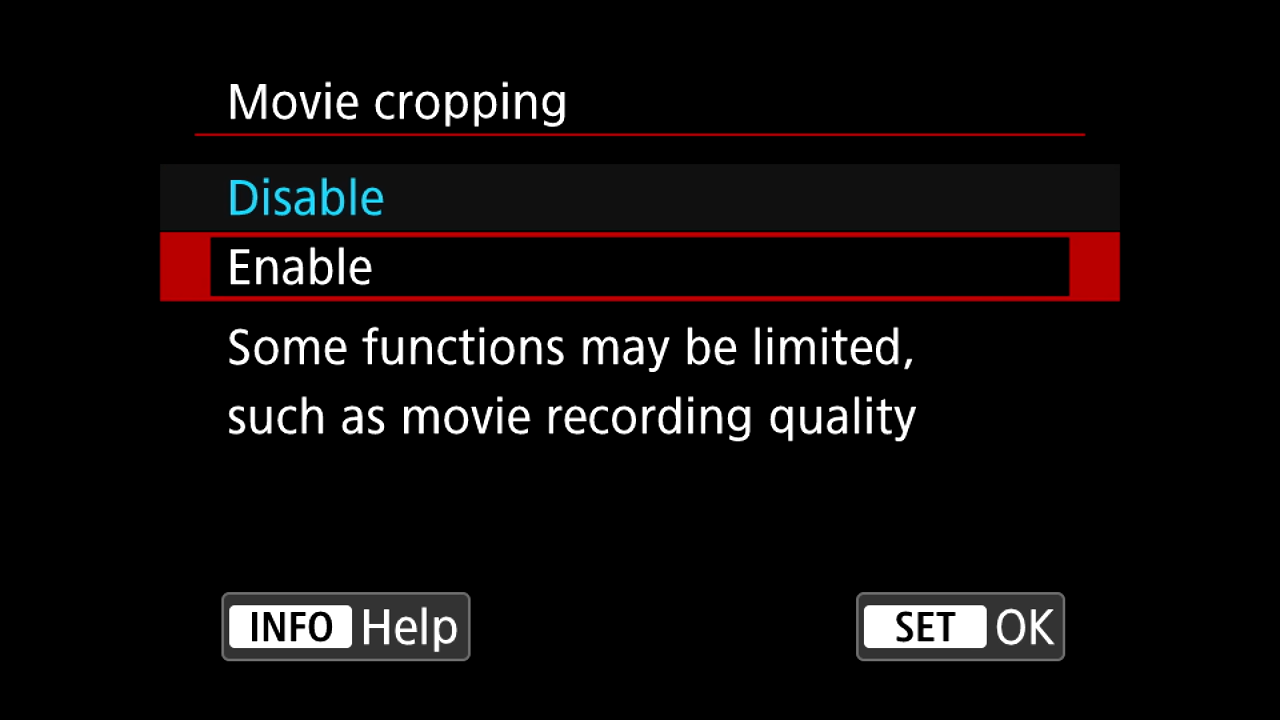 Movie cropping
Disable
Enable
Some functions may be limited,
such as movie recording quality
INFO Help
SET OK